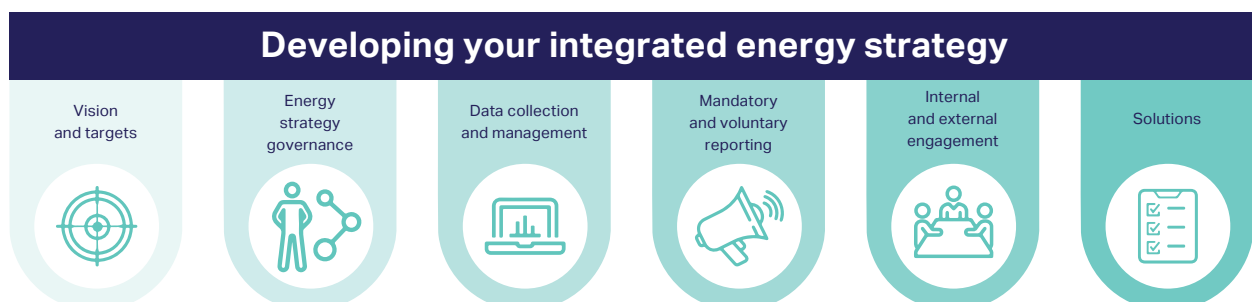 Developing your integrated energy strategy
Vision
and targets
Energy
strategy
governance
Data collection
and management
Mandatory
and voluntary
reporting
Internal
and external
engagement
Solutions